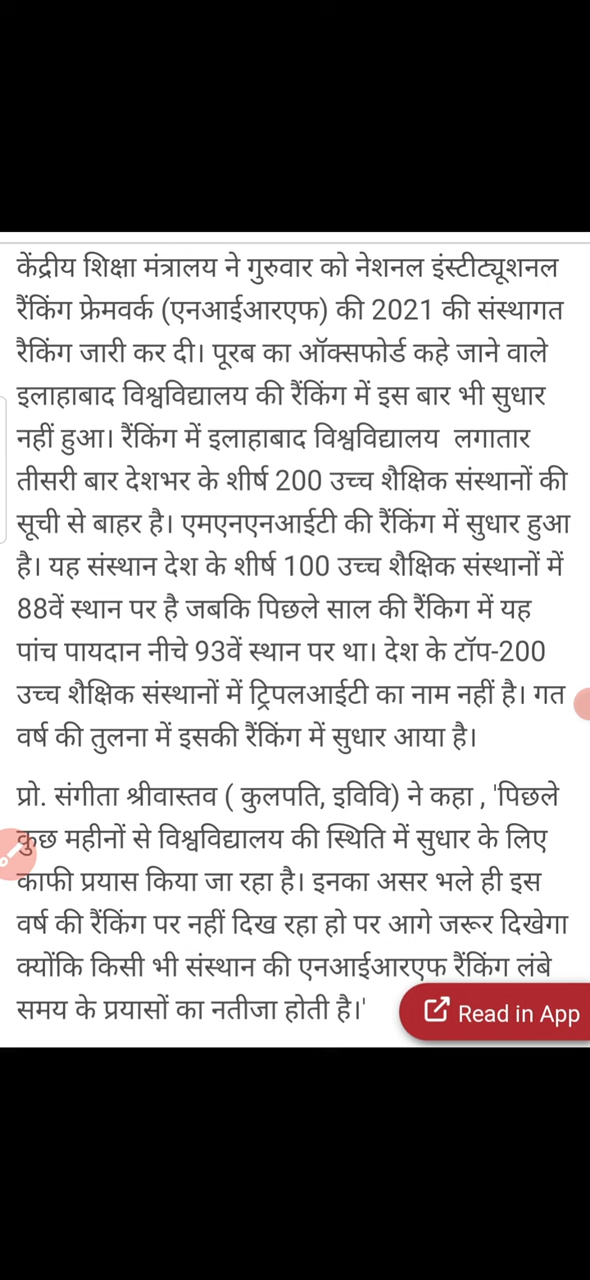 केंद्रीय शिक्षा मंत्रालय ने गुरुवार को नेशनल इंस्टीट्यूशनल
रैंकिंग फ्रेमवर्क (एनआईआरएफ) की 2021 की संस्थागत
रैकिंग जारी कर दी। पूरब का ऑक्सफोर्ड कहे जाने वाले
इलाहाबाद विश्वविद्यालय की रैंकिंग में इस बार भी सुधार
नहीं हुआ। रैंकिंग में इलाहाबाद विश्वविद्यालय लगातार
तीसरी बार देशभर के शीर्ष 200 उच्च शैक्षिक संस्थानों की
सूची से बाहर है। एमएनएनआईटी की रैंकिंग में सुधार हुआ
है। यह संस्थान देश के शीर्ष 100 उच्च शैक्षिक संस्थानों में
88वें स्थान पर है जबकि पिछले साल की रैंकिग में यह
पांच पायदान नीचे 93वें स्थान पर था। देश के टॉप-200
उच्च शैक्षिक संस्थानों में ट्रिपलआईटी का नाम नहीं है। गत
वर्ष की तुलना में इसकी रैंकिंग में सुधार आया है।
प्रो. संगीता श्रीवास्तव ( कुलपति, इविवि) ने कहा , 'पिछले
कुछ महीनों से विश्वविद्यालय की स्थिति में सुधार के लिए
काफी प्रयास किया जा रहा है। इनका असर भले ही इस
वर्ष की रैंकिंग पर नहीं दिख रहा हो पर आगे जरूर दिखेगा
क्योंकि किसी भी संस्थान की एनआईआरएफ रैंकिंग लंबे
समय के प्रयासों का नतीजा होती है।'
Read in App